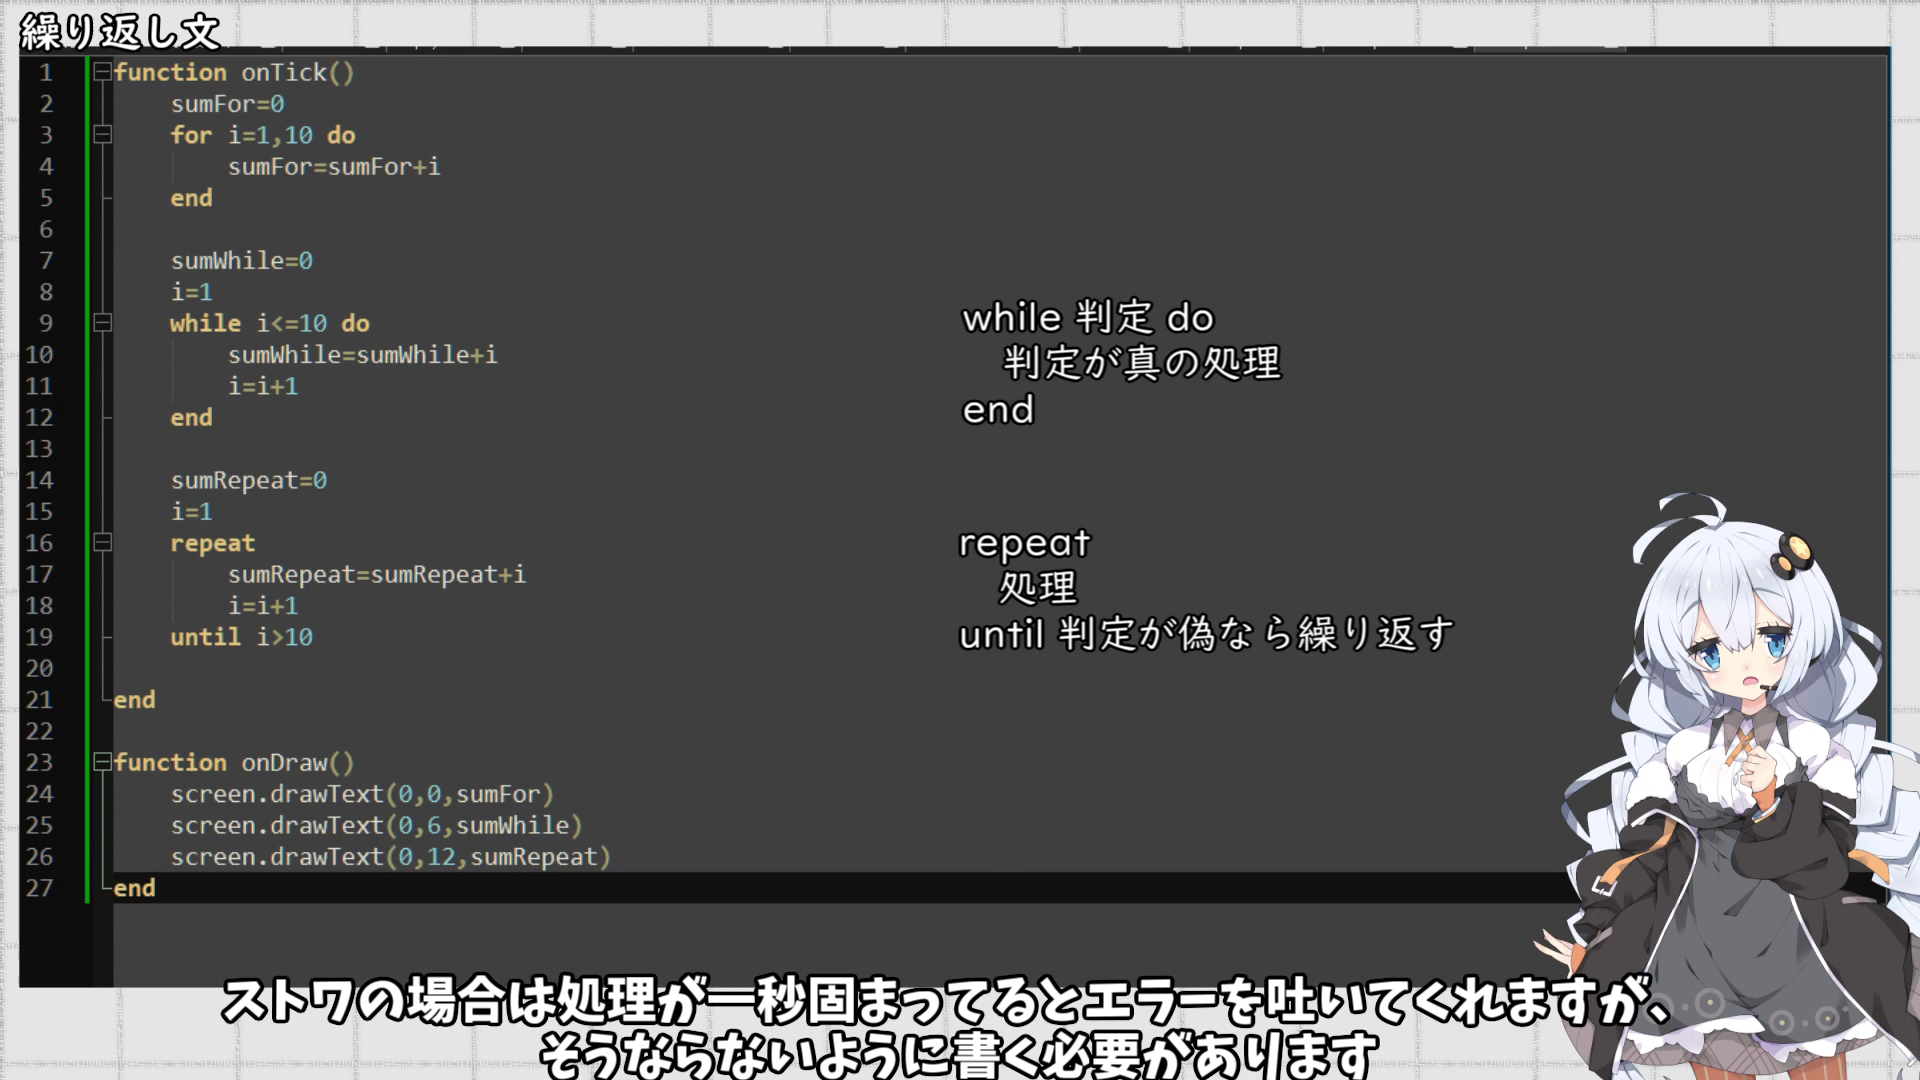 繰り返し文
1 function onTick()
2 sumFor=0
3 for i=1,10 do
4 sumFor=sumFor+i
5 end
6
7 sumWhile=0
8 i=1
9 while i<=10 do
10 sumWhile=sumWhile+i
11 i=i+1
12 end
13
14 sumRepeat=0
15 i=1
16 repeat
17 sumRepeat=sumRepeat+i
18 i=i+1
19 until i>10
20
21 end
22
23 function onDraw()
24 screen.drawText(0,0,sumFor)
25 screen.drawText(0,6,sumWhile)
26 screen.drawText(0,12,sumRepeat)
27 end
while 判定 do
判定が真の処理
end
repeat
処理
until 判定が偽なら繰り返す
ストワの場合は処理が一秒固まってるとエラーを吐いてくれますが、
そうならないように書く必要があります